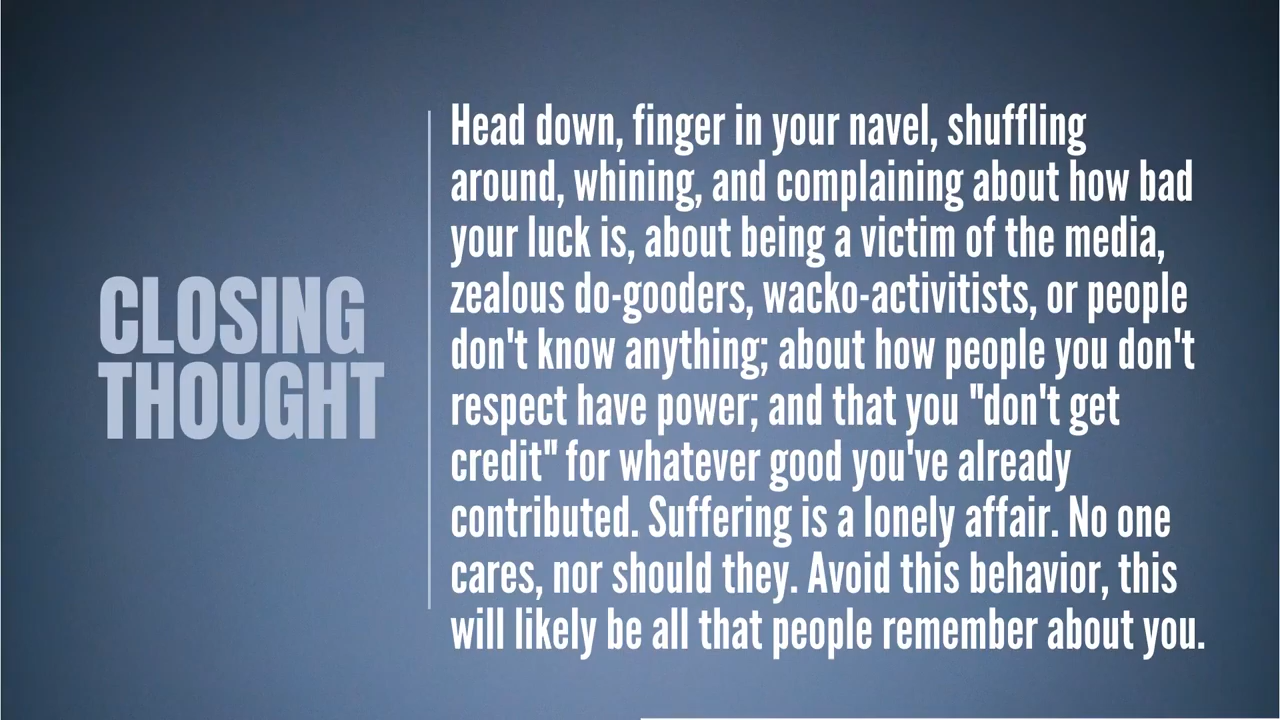 CLOSING
THOUGHT
Head down, finger in your navel, shuffling
around, whining, and complaining about how bad
your luck is, about being a victim of the media,
zealous do-gooders, wacko-activitists, or people
don't know anything; about how people you don't
respect have power; and that you "don't get
credit" for whatever good you've already
contributed. Suffering is a lonely affair. No one
cares, nor should they. Avoid this behavior, this
will likely be all that people remember about you.